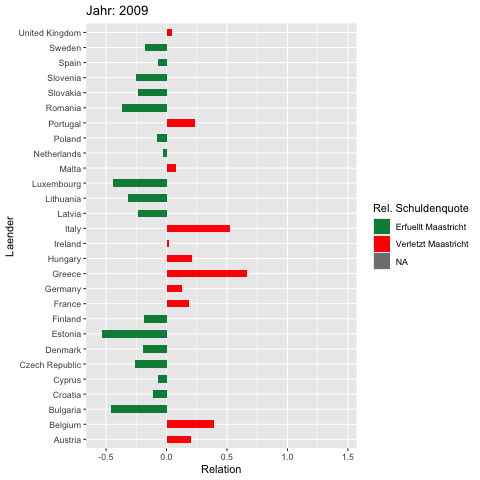 Jahr: 2009
United Kingdom
Sweden
Spain
Slovenia
Slovakia
Romania
Portugal
Poland
Netherlands
Malta
Luxembourg
Lithuania
Latvia
Italy
Ireland
Hungary
Greece
Germany
France
Finland
Estonia
Denmark
Czech Republic
Cyprus
Croatia
Bulgaria
Belgium
Austria
Laender
-0.5 0.0 0.5 1.0 1.5
Relation
Rel. Schuldenquote
Erfuellt Maastricht
Verletzt Maastricht
NA